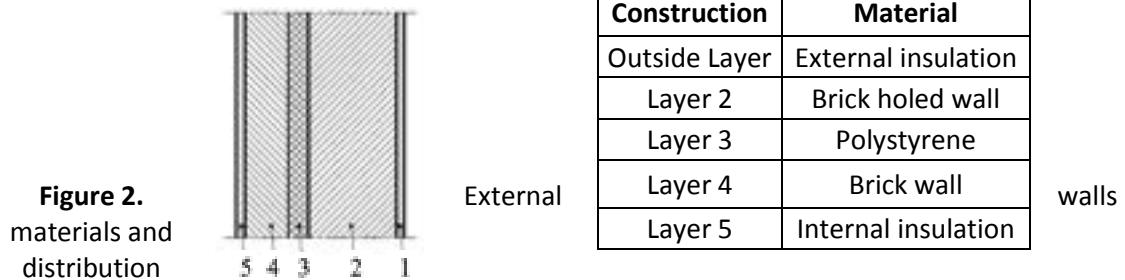 Construction Material
Outside Layer External insulation
Layer 2 Brick holed wall
Layer 3 Polystyrene
Layer 4 Brick wall
Layer 5 Internal insulation
Figure 2. External walls
materials and
distribution
5 4 3 2 1